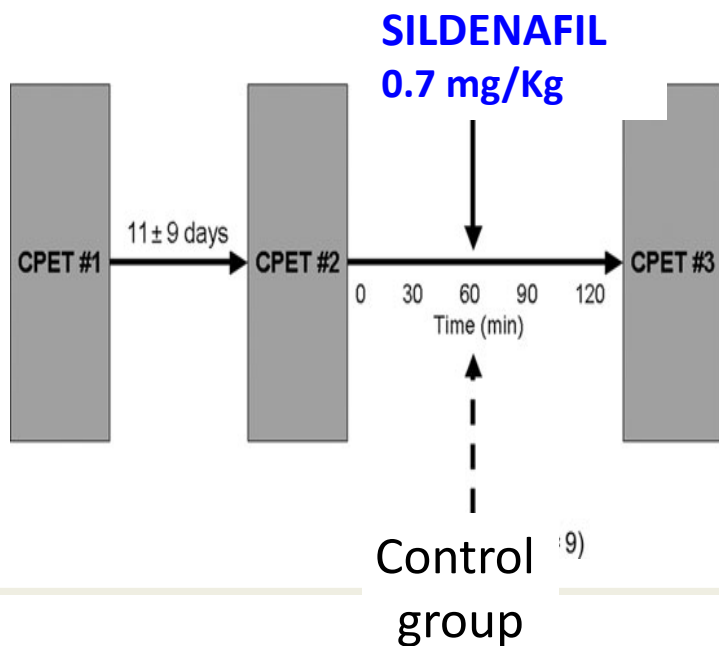 SILDENAFIL
0.7 mg/Kg
11± 9 days
CPET #1
CPET #2
CPET #3
0 30 60 90 120
Time (min)
Control
9)
group